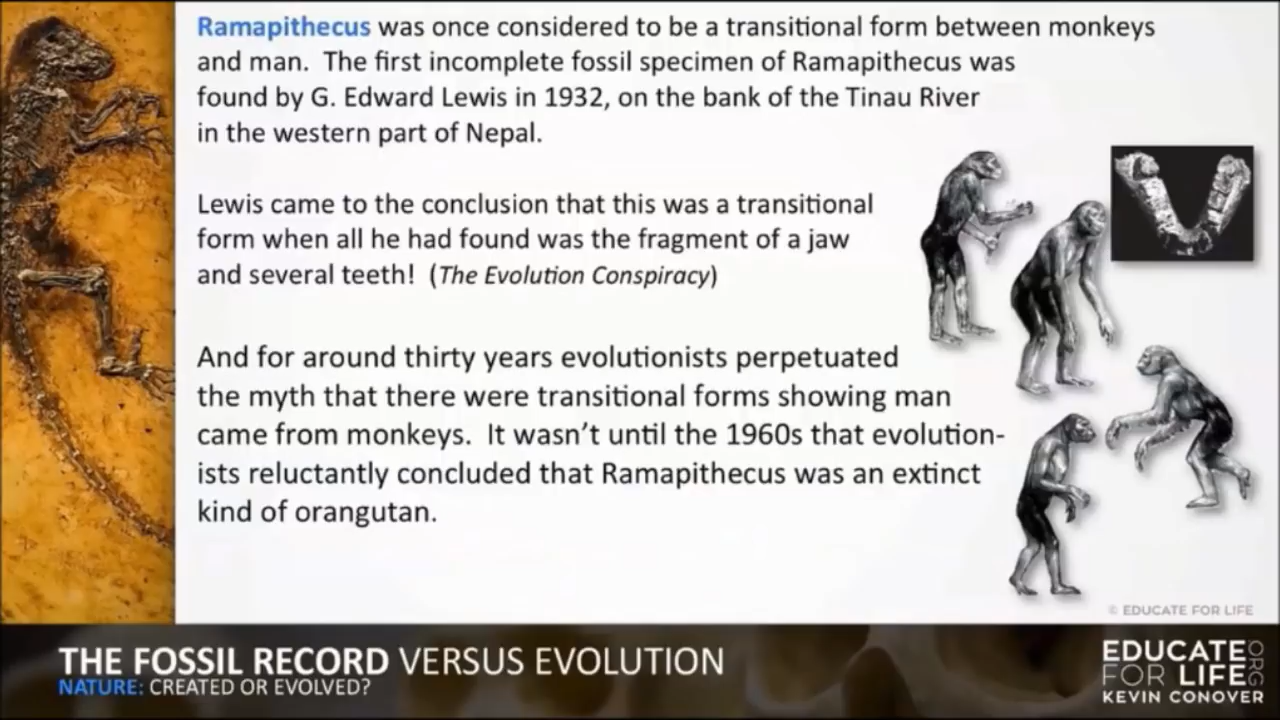 Ramapithecus was once considered to be a transitional form between monkeys
and man. The first incomplete fossil specimen of Ramapithecus was
found by G. Edward Lewis in 1932, on the bank of the Tinau River
in the western part of Nepal.
Lewis came to the conclusion that this was a transitional
form when all he had found was the fragment of a jaw
and several teeth! (The Evolution Conspiracy)
And for around thirty years evolutionists perpetuated
the myth that there were transitional forms showing man
came from monkeys. It wasn't until the 1960s that evolution-
ists reluctantly concluded that Ramapithecus was an extinct
kind of orangutan.
© EDUCATE FOR LIFE
THE FOSSIL RECORD VERSUS EVOLUTION
NATURE: CREATED OR EVOLVED?
EDUCATE
FOR LIFE
ORG
KEVIN CONOVER